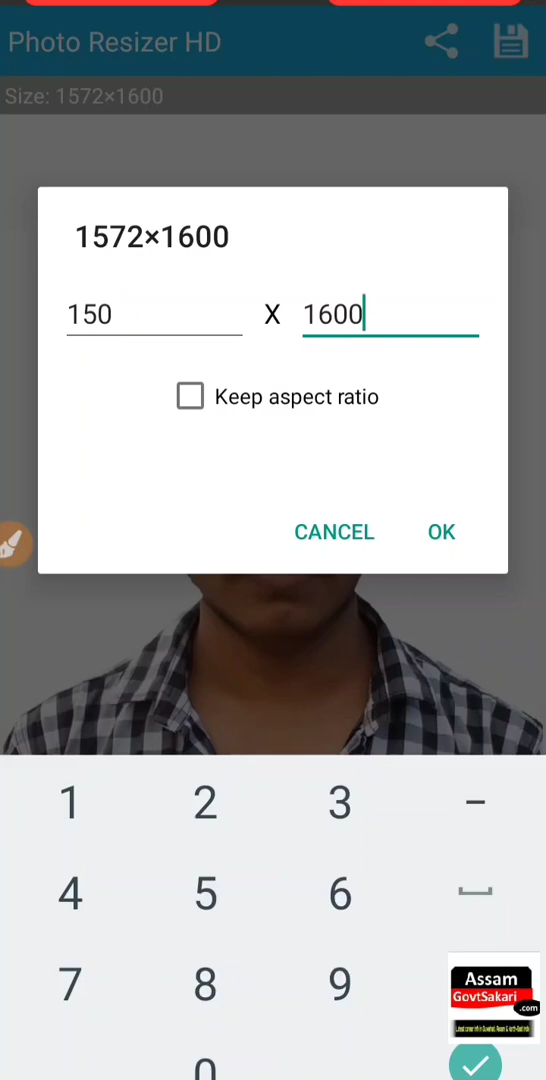 Photo Resizer HD
Size: 1572×1600
1572×1600
150 X 1600
Keep aspect ratio
CANCEL OK
1 2 3 −
4 5 6
7 8 9
0
Assam
GovtSakari
.com